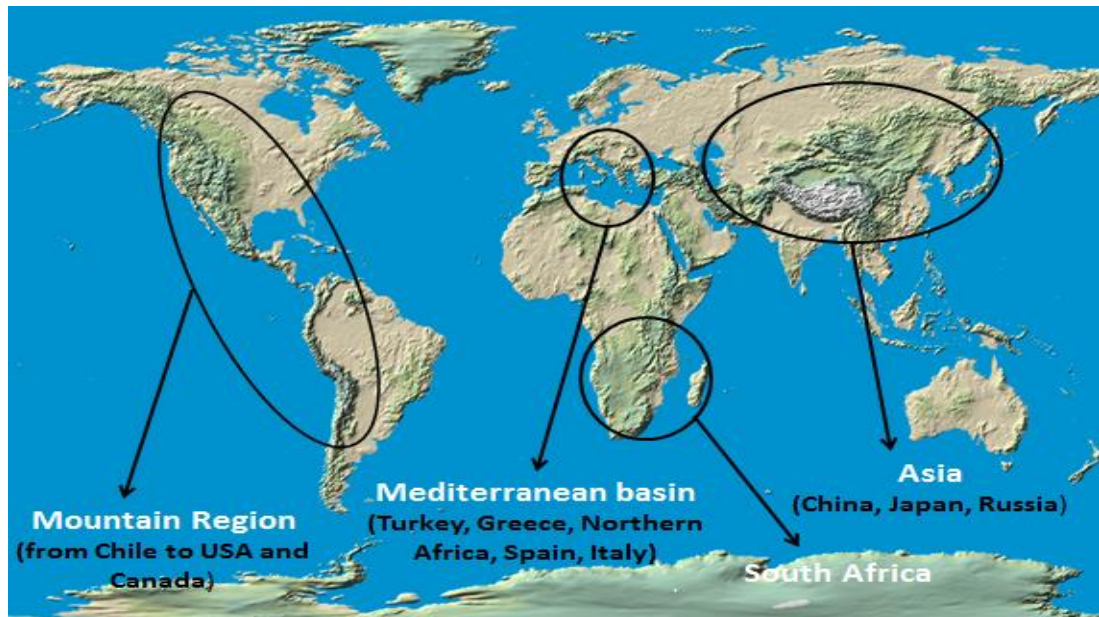 Mountain Region
(from Chile to USA and
Canada)
Mediterranean basin
(Turkey, Greece, Northern
Africa, Spain, Italy)
Asia
(China, Japan, Russia)
South Africa